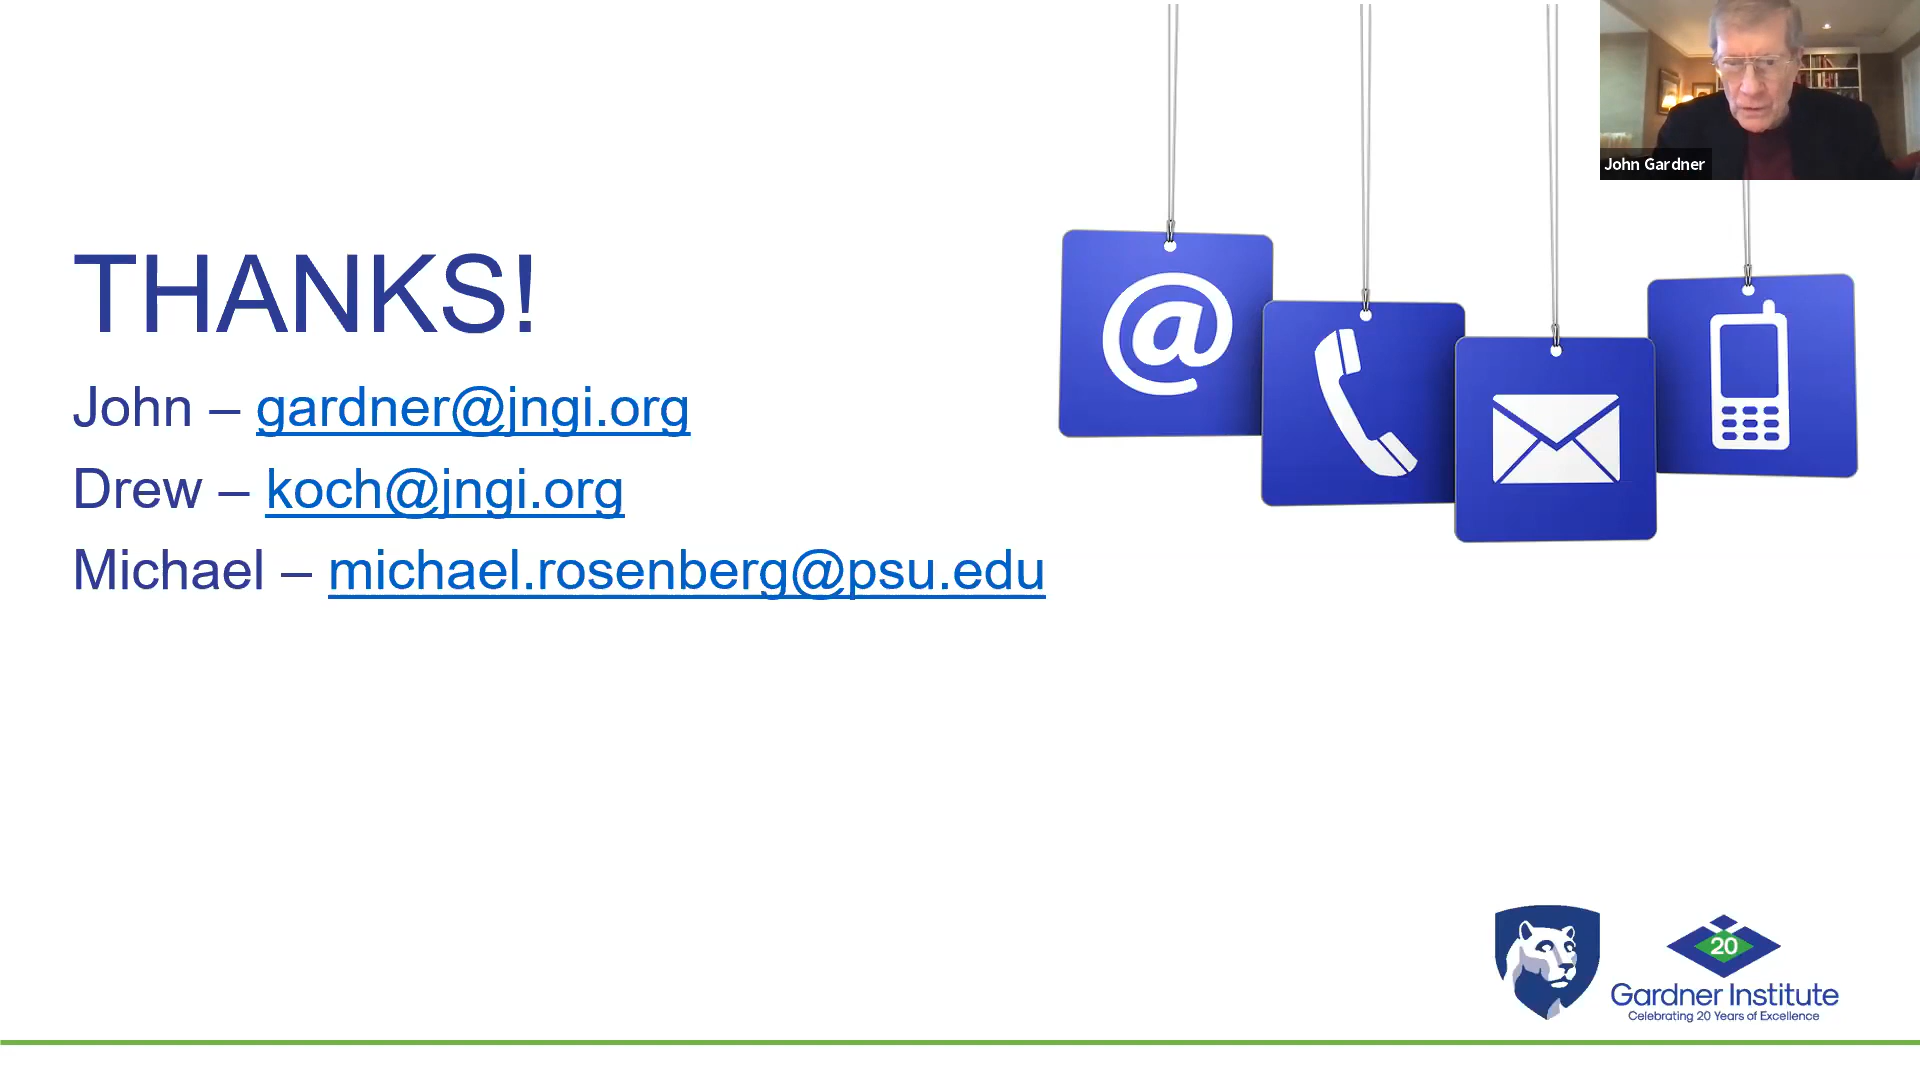 John Gardner
THANKS!
John – gardner@jngi.org
Drew – koch@jngi.org
Michael – michael.rosenberg@psu.edu
@
20
Gardner Institute
Celebrating 20 Years of Excellence